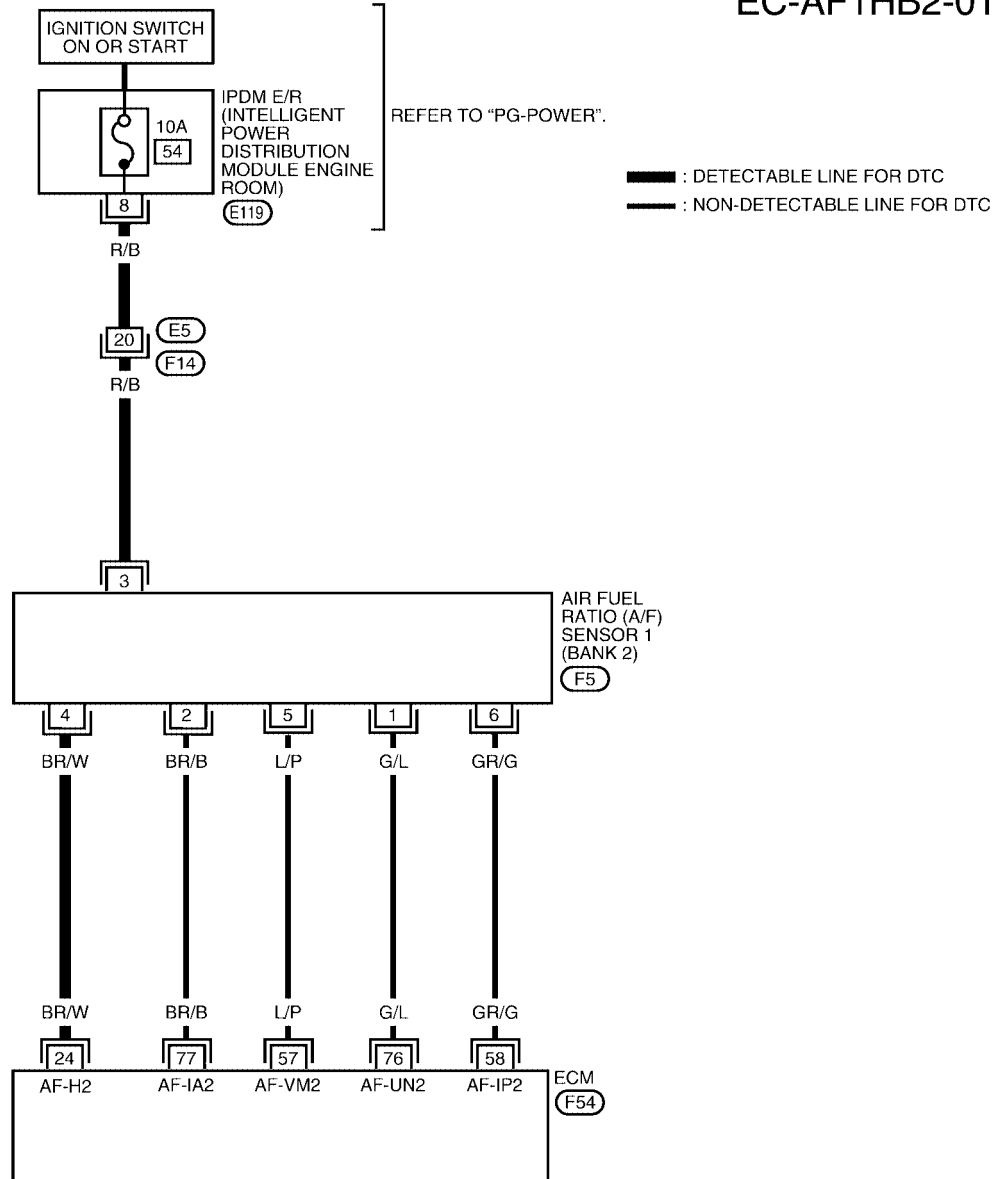 EC-AF1HB2-01
IGNITION SWITCH
ON OR START
IPDM E/R
(INTELLIGENT
POWER
DISTRIBUTION
MODULE ENGINE
ROOM)
E119
10A
54
8
REFER TO “PG-POWER”.
: DETECTABLE LINE FOR DTC
: NON-DETECTABLE LINE FOR DTC
R/B
20
E5
F14
R/B
3
AIR FUEL
RATIO (A/F)
SENSOR 1
(BANK 2)
F5
4 2 5 1 6
BR/W BR/B L/P G/L GR/G
BR/W BR/B L/P G/L GR/G
24 77 57 76 58
AF-H2 AF-IA2 AF-VM2 AF-UN2 AF-IP2
ECM
F54